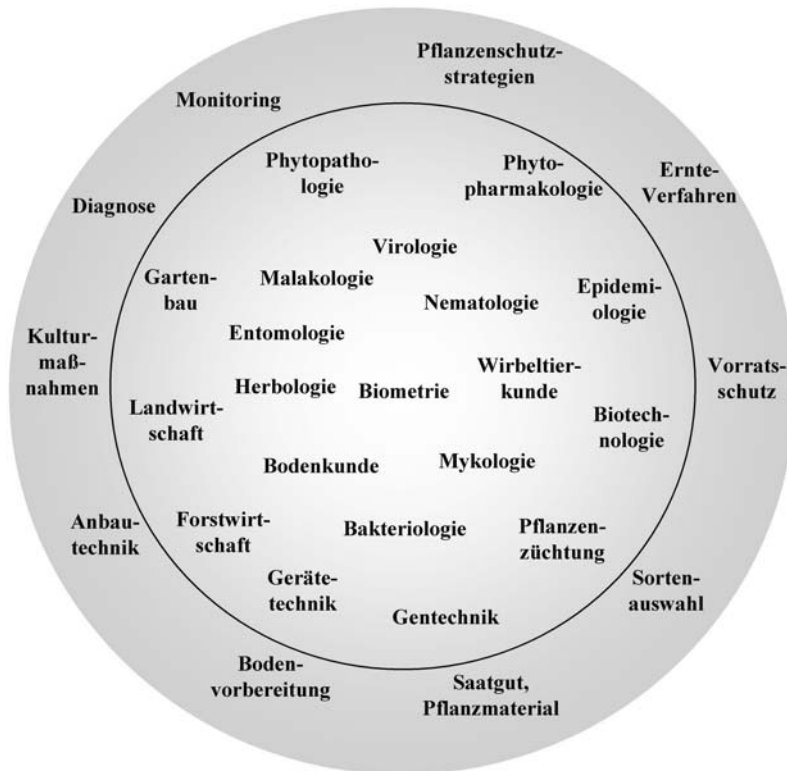 Pflanzenschutz-
strategien
Monitoring
Phytopatho-
logie
Phyto-
pharmakologie
Ernte-
Verfahren
Diagnose
Virologie
Garten-
bau
Malakologie
Nematologie
Epidemi-
ologie
Entomologie
Kultur-
maß-
nahmen
Herbologie
Biometrie
Wirbeltier-
kunde
Vorrats-
schutz
Landwirt-
schaft
Biotech-
nologie
Bodenkunde
Mykologie
Anbau-
technik
Forstwirt-
schaft
Bakteriologie
Pflanzen-
züchtung
Geräte-
technik
Sorten-
auswahl
Gentechnik
Boden-
vorbereitung
Saatgut,
Pflanzmaterial